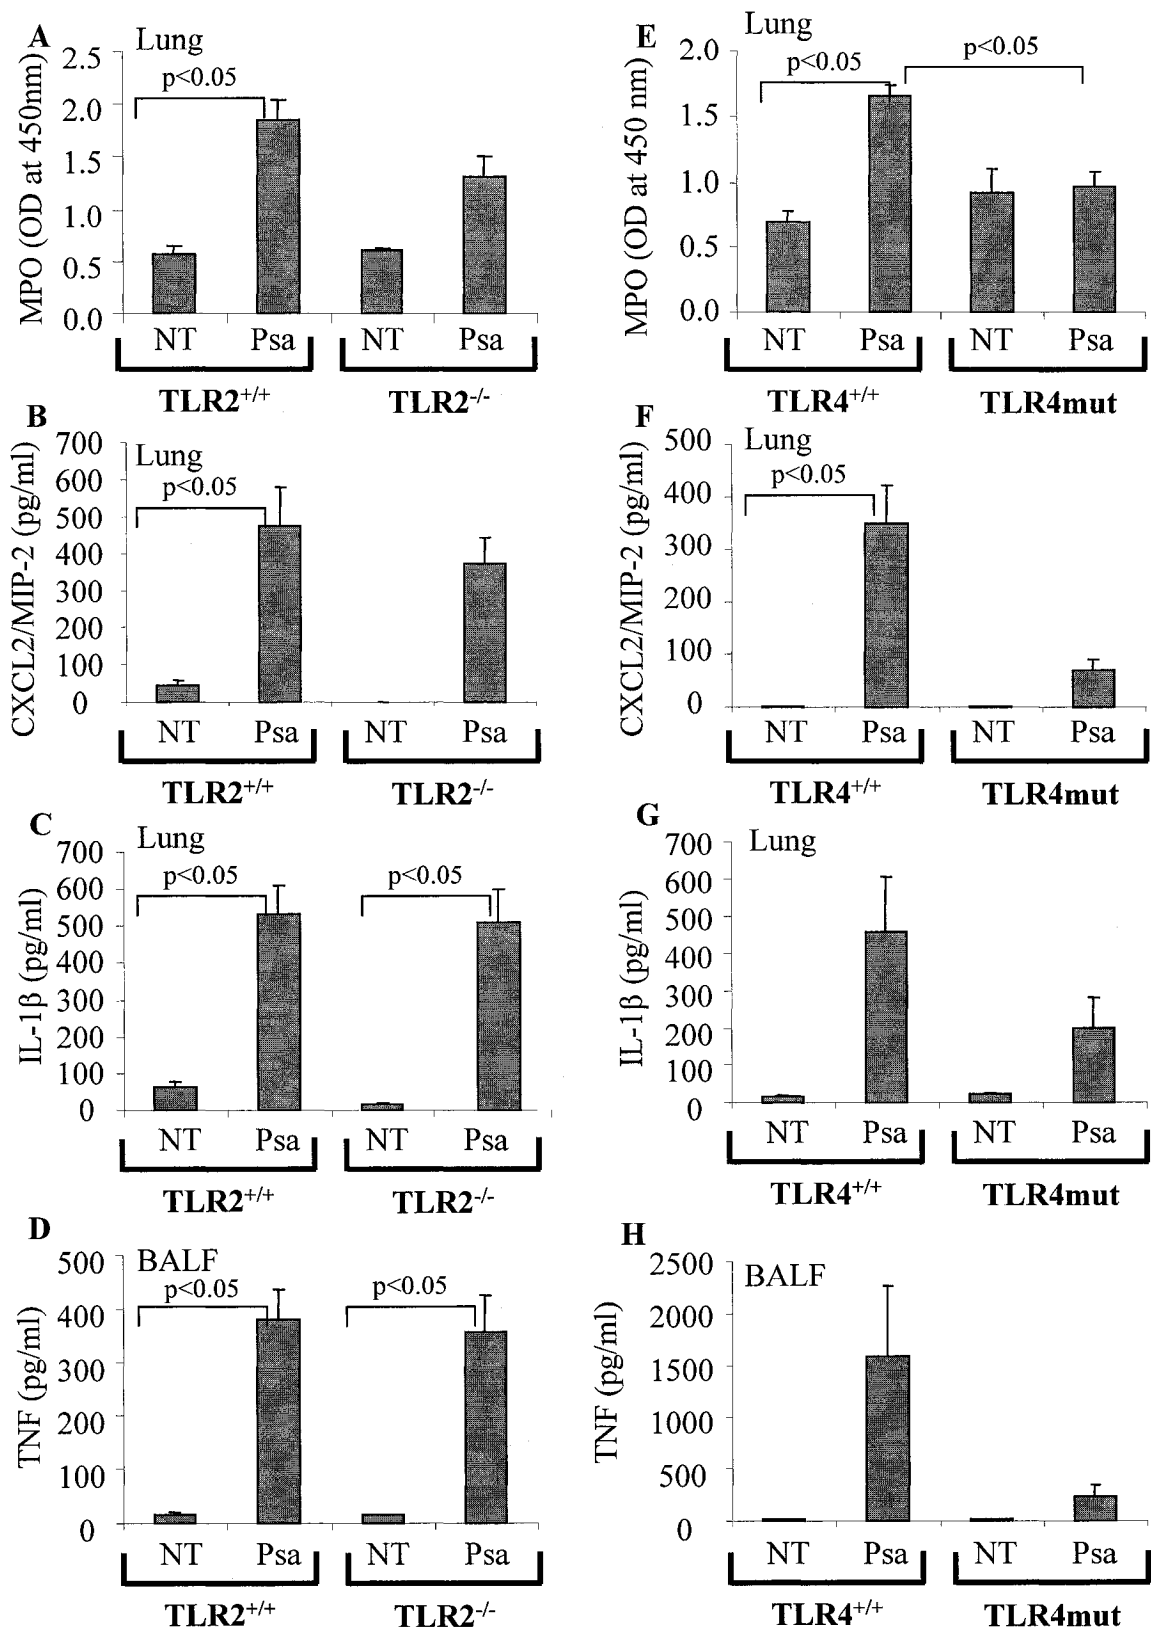 A
Lung
MPO (OD at 450nm)
2.5
2.0
1.5
1.0
0.5
0.0
p<0.05
NT Psa NT Psa
TLR2+/+ TLR2-/-
B
Lung
CXCL2/MIP-2 (pg/ml)
700
600
500
400
300
200
100
0
p<0.05
NT Psa NT Psa
TLR2+/+ TLR2-/-
C
Lung
IL-1β (pg/ml)
700
600
500
400
300
200
100
0
p<0.05 p<0.05
NT Psa NT Psa
TLR2+/+ TLR2-/-
D
BALF
TNF (pg/ml)
500
400
300
200
100
0
p<0.05 p<0.05
NT Psa NT Psa
TLR2+/+ TLR2-/-
E
Lung
MPO (OD at 450 nm)
2.0
1.5
1.0
0.5
0.0
p<0.05 p<0.05
NT Psa NT Psa
TLR4+/+ TLR4mut
F
Lung
CXCL2/MIP-2 (pg/ml)
500
400
300
200
100
0
p<0.05
NT Psa NT Psa
TLR4+/+ TLR4mut
G
Lung
IL-1β (pg/ml)
700
600
500
400
300
200
100
0
NT Psa NT Psa
TLR4+/+ TLR4mut
H
BALF
TNF (pg/ml)
2500
2000
1500
1000
500
0
NT Psa NT Psa
TLR4+/+ TLR4mut